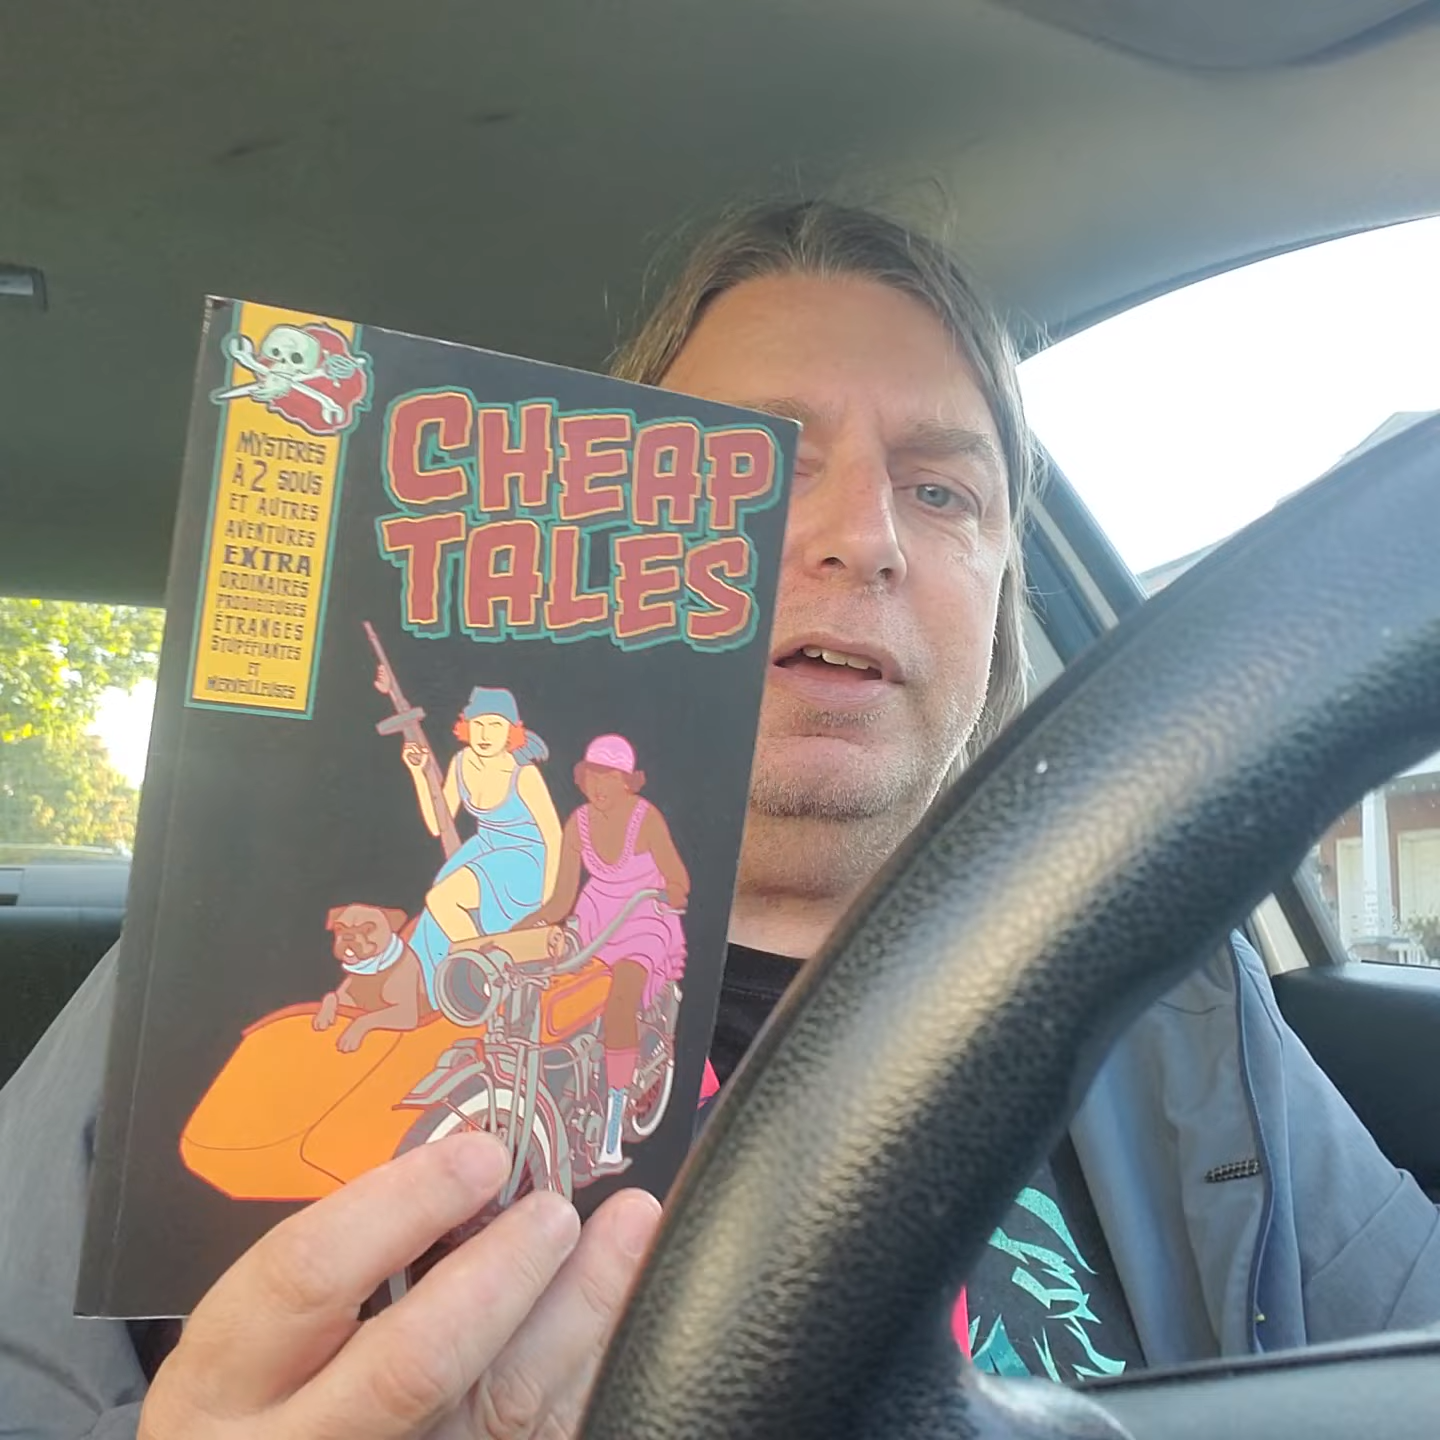 CHEAP
TALES
MYSTÈRES
À 2 SOUS
ET AUTRES
AVENTURES
EXTRA
ORDINAIRES
PRODIGIEUSES
ÉTRANGES
STUPÉFIANTES
ET
MERVEILLEUSES